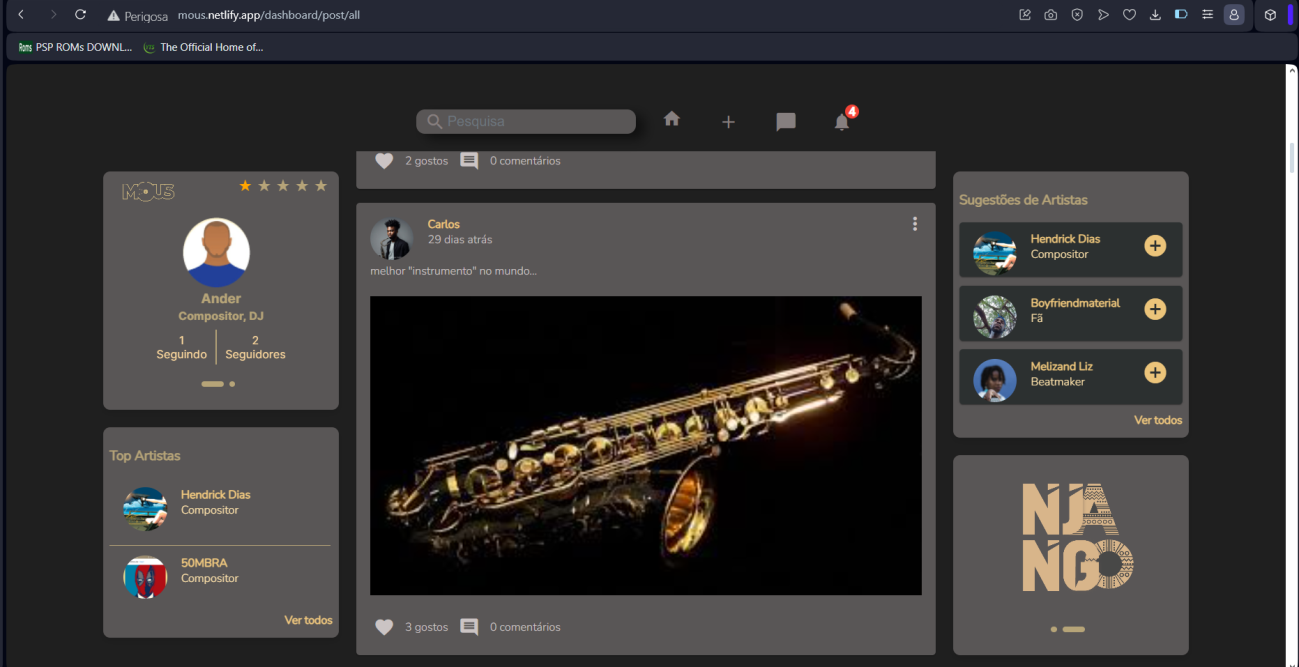 Perigosa mous.netlify.app/dashboard/post/all
Roms PSP ROMs DOWNL... The Official Home of...
Pesquisa
4
MOUS
Ander
Compositor, DJ
1
Seguindo
2
Seguidores
Top Artistas
Hendrick Dias
Compositor
50MBRA
Compositor
Ver todos
2 gostos 0 comentários
Carlos
29 dias atrás
melhor "instrumento" no mundo...
3 gostos 0 comentários
Sugestões de Artistas
Hendrick Dias
Compositor
Boyfriendmaterial
Fã
Melizand Liz
Beatmaker
Ver todos
NJA
NGO